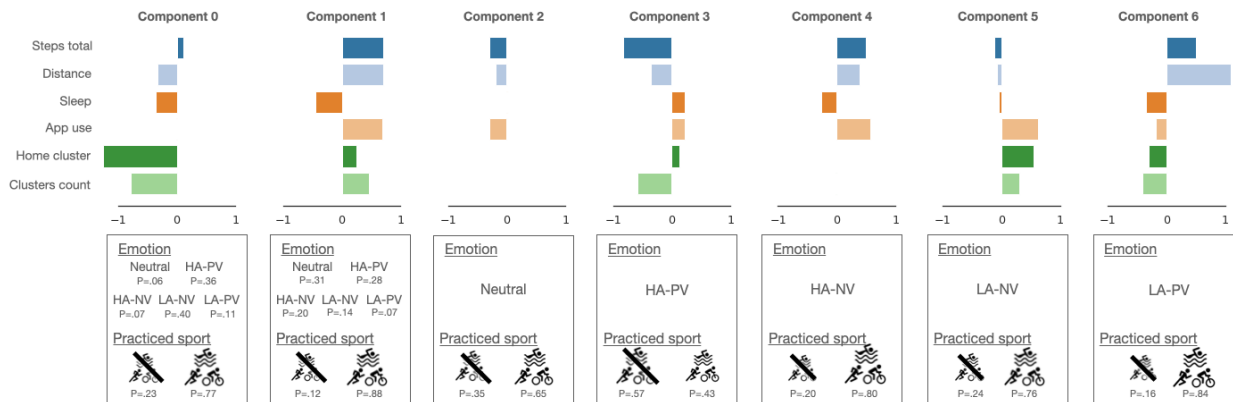 Component 0 Component 1 Component 2 Component 3 Component 4 Component 5 Component 6
Steps total
Distance
Sleep
App use
Home cluster
Clusters count
−1 0 1 −1 0 1 −1 0 1 −1 0 1 −1 0 1 −1 0 1 −1 0 1
Emotion Emotion Emotion Emotion Emotion Emotion Emotion
Neutral HA-PV Neutral HA-PV
P=.06 P=.36 P=.31 P=.28
Neutral HA-PV HA-NV LA-NV LA-PV
HA-NV LA-NV LA-PV HA-NV LA-NV LA-PV
P=.07 P=.40 P=.11 P=.20 P=.14 P=.07
Practiced sport Practiced sport Practiced sport Practiced sport Practiced sport Practiced sport Practiced sport
P=.23 P=.77 P=.12 P=.88 P=.35 P=.65 P=.57 P=.43 P=.20 P=.80 P=.24 P=.76 P=.16 P=.84